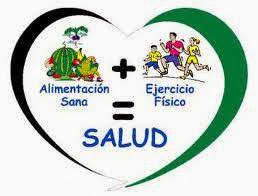 +
Alimentación Ejercicio
Sana Físico
=
SALUD